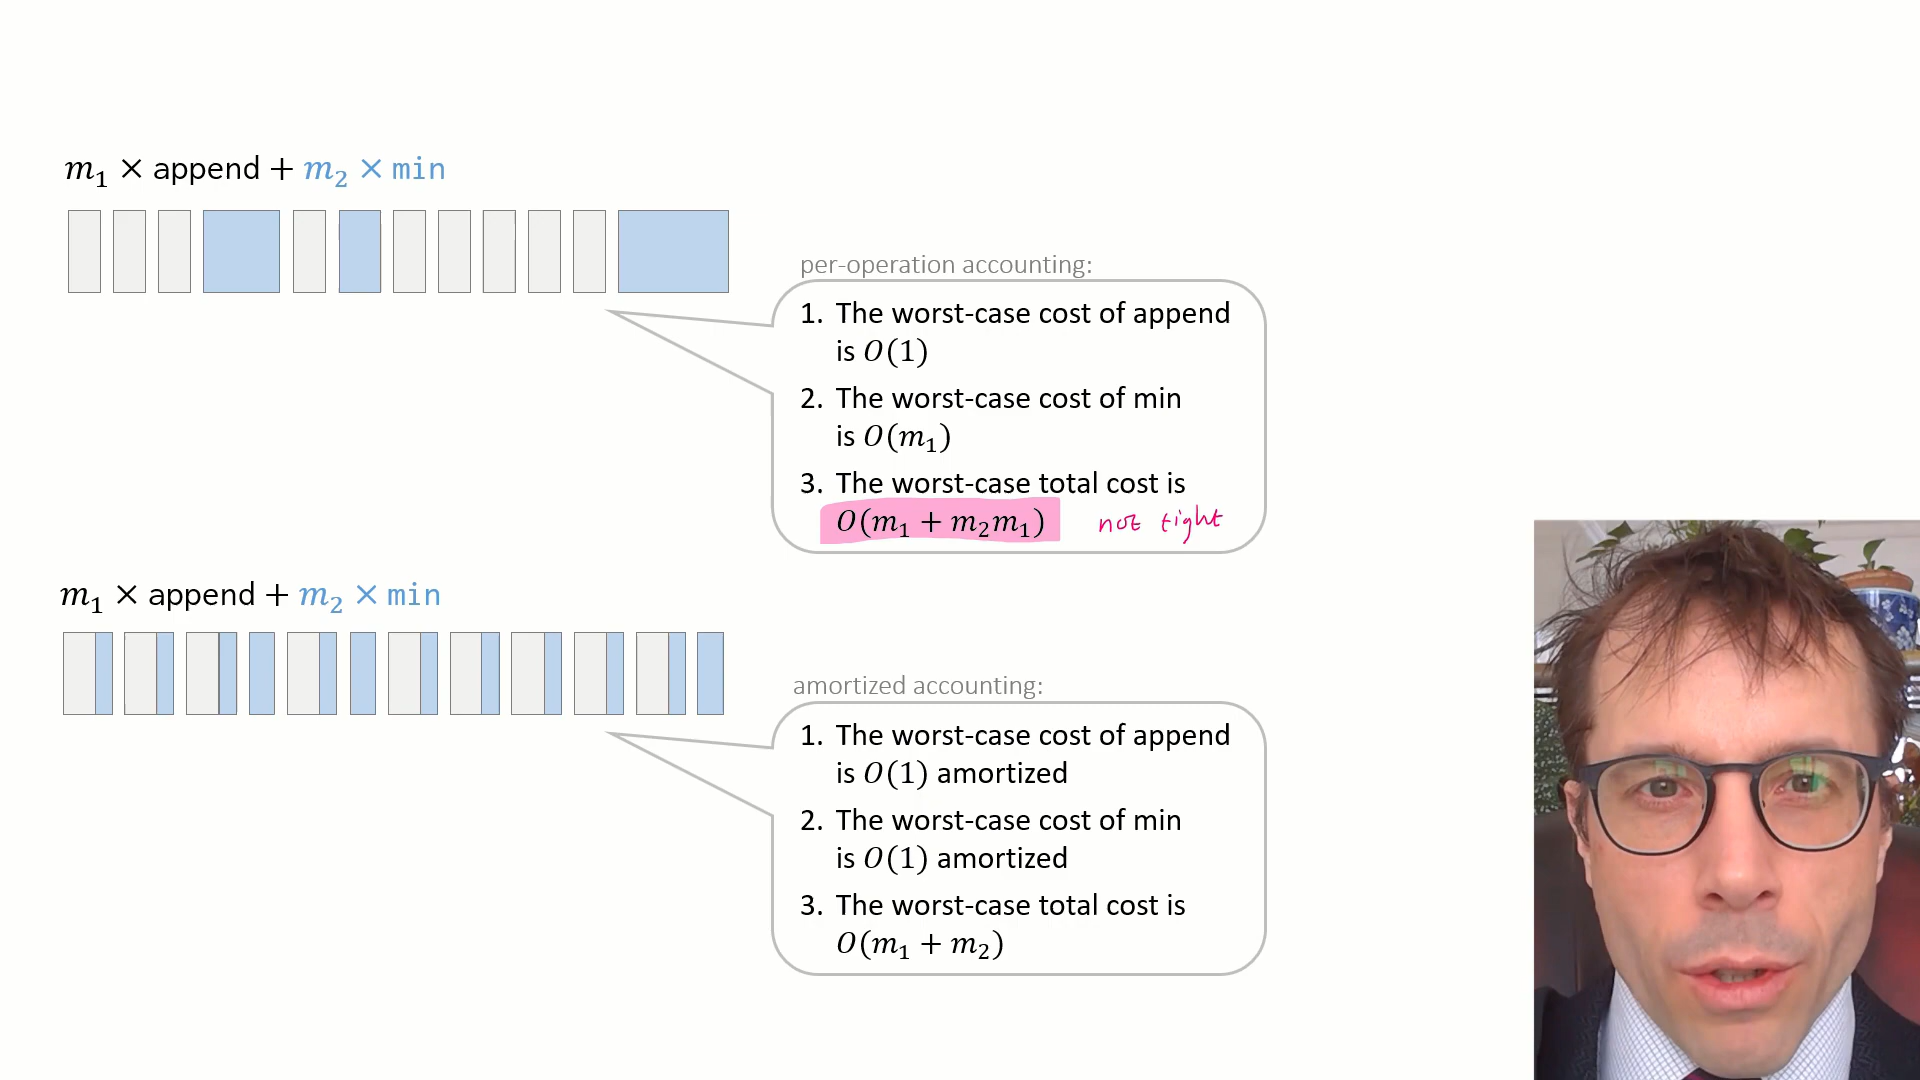 m₁ × append + m₂ × min
per-operation accounting:
1. The worst-case cost of append
is O(1)
2. The worst-case cost of min
is O(m₁)
3. The worst-case total cost is
O(m₁ + m₂m₁) not tight
m₁ × append + m₂ × min
amortized accounting:
1. The worst-case cost of append
is O(1) amortized
2. The worst-case cost of min
is O(1) amortized
3. The worst-case total cost is
O(m₁ + m₂)